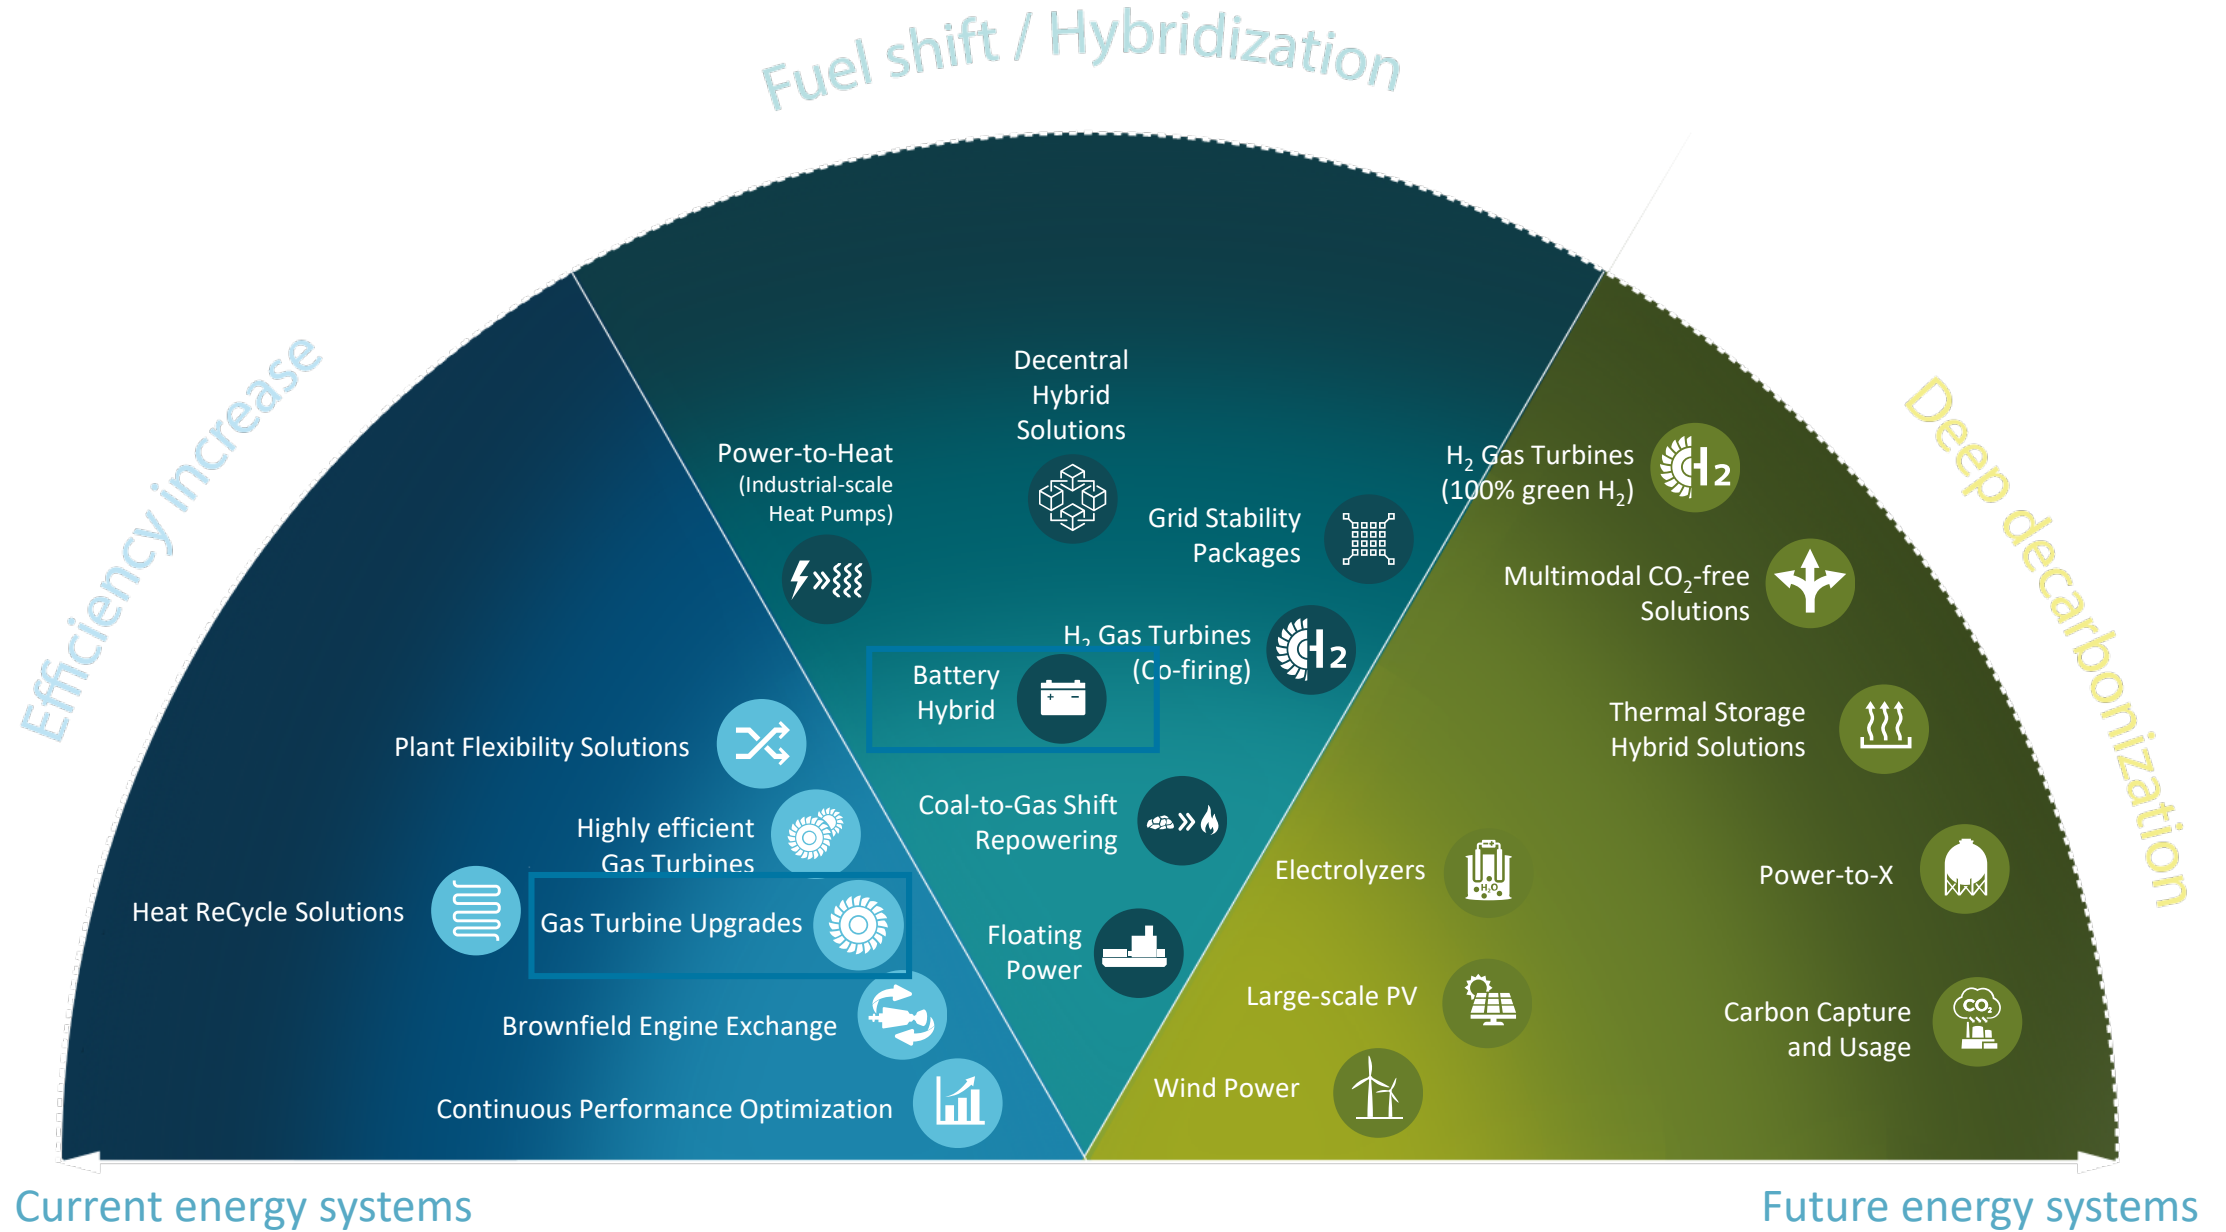 Fuel shift / Hybridization
Efficiency increase
Deep decarbonization
Decentral
Hybrid
Solutions
Power-to-Heat
(Industrial-scale
Heat Pumps)
Grid Stability
Packages
H₂ Gas Turbines
(Co-firing)
H2
Battery
Hybrid
Coal-to-Gas Shift
Repowering
Floating
Power
Plant Flexibility Solutions
Highly efficient
Gas Turbines
Heat ReCycle Solutions
Gas Turbine Upgrades
Brownfield Engine Exchange
Continuous Performance Optimization
H₂ Gas Turbines
(100% green H₂)
H2
Multimodal CO₂-free
Solutions
Thermal Storage
Hybrid Solutions
Electrolyzers
H₂O
Power-to-X
Large-scale PV
Carbon Capture
and Usage
CO₂
Wind Power
Current energy systems
Future energy systems